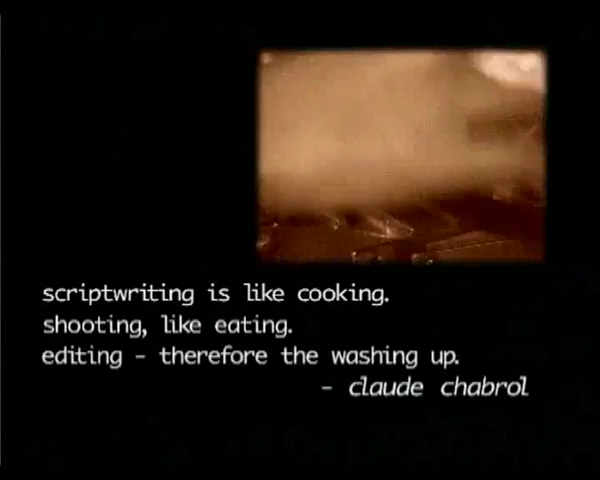 scriptwriting is like cooking.
shooting, like eating.
editing - therefore the washing up.
- claude chabrol